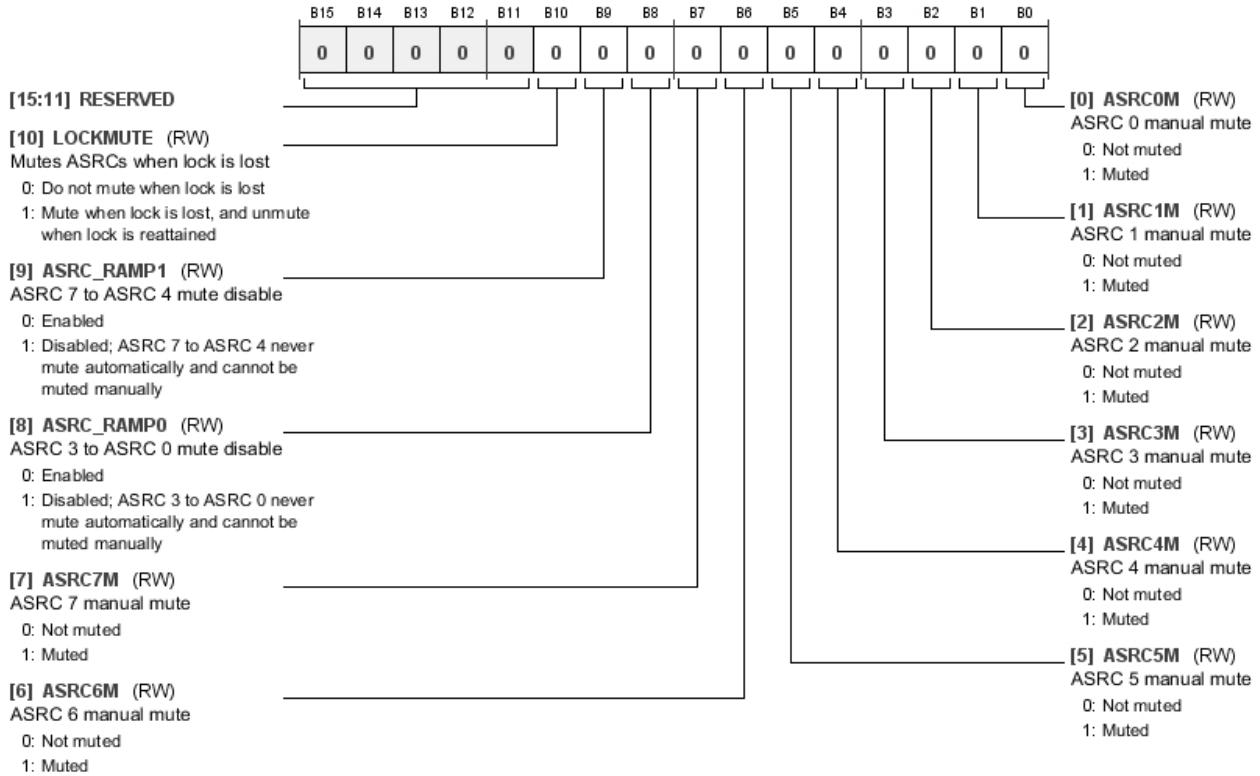 B15 B14 B13 B12 B11 B10 B9 B8 B7 B6 B5 B4 B3 B2 B1 B0
0 0 0 0 0 0 0 0 0 0 0 0 0 0 0 0
[15:11] RESERVED
[10] LOCKMUTE (RW)
Mutes ASRCs when lock is lost
0: Do not mute when lock is lost
1: Mute when lock is lost, and unmute
when lock is reattained
[9] ASRC_RAMP1 (RW)
ASRC 7 to ASRC 4 mute disable
0: Enabled
1: Disabled; ASRC 7 to ASRC 4 never
mute automatically and cannot be
muted manually
[8] ASRC_RAMP0 (RW)
ASRC 3 to ASRC 0 mute disable
0: Enabled
1: Disabled; ASRC 3 to ASRC 0 never
mute automatically and cannot be
muted manually
[7] ASRC7M (RW)
ASRC 7 manual mute
0: Not muted
1: Muted
[6] ASRC6M (RW)
ASRC 6 manual mute
0: Not muted
1: Muted
[0] ASRC0M (RW)
ASRC 0 manual mute
0: Not muted
1: Muted
[1] ASRC1M (RW)
ASRC 1 manual mute
0: Not muted
1: Muted
[2] ASRC2M (RW)
ASRC 2 manual mute
0: Not muted
1: Muted
[3] ASRC3M (RW)
ASRC 3 manual mute
0: Not muted
1: Muted
[4] ASRC4M (RW)
ASRC 4 manual mute
0: Not muted
1: Muted
[5] ASRC5M (RW)
ASRC 5 manual mute
0: Not muted
1: Muted